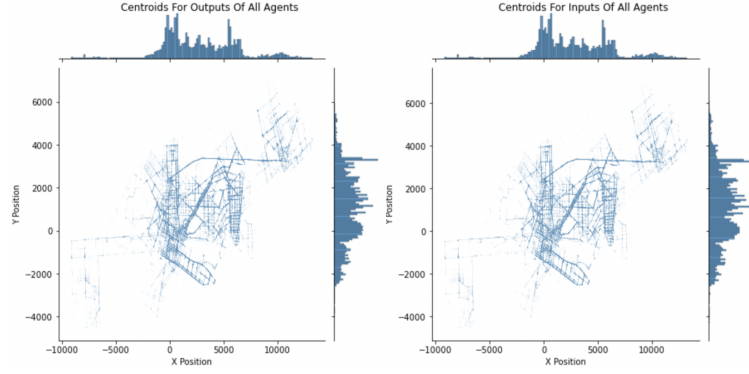 Centroids For Outputs Of All Agents
6000
4000
2000
0
−2000
−4000
Y Position
−10000 −5000 0 5000 10000
X Position
Centroids For Inputs Of All Agents
6000
4000
2000
0
−2000
−4000
Y Position
−10000 −5000 0 5000 10000
X Position